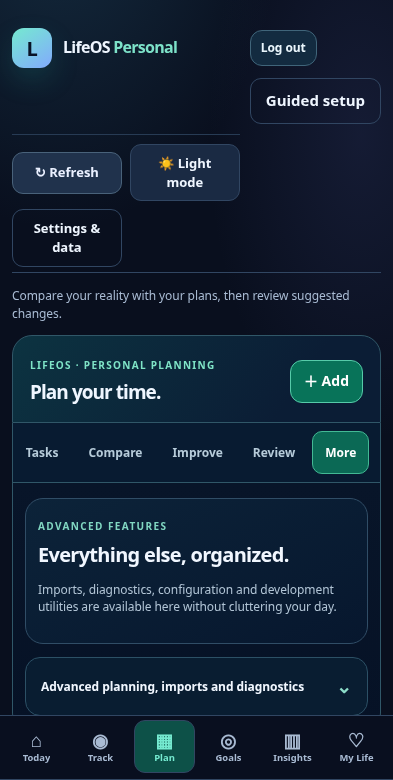 L
LifeOS Personal
Log out
Guided setup
↻ Refresh
☀️ Light
mode
Settings &
data
Compare your reality with your plans, then review suggested
changes.
LIFEOS · PERSONAL PLANNING
Plan your time.
＋ Add
Tasks Compare Improve Review More
ADVANCED FEATURES
Everything else, organized.
Imports, diagnostics, configuration and development
utilities are available here without cluttering your day.
Advanced planning, imports and diagnostics
Today Track Plan Goals Insights My Life